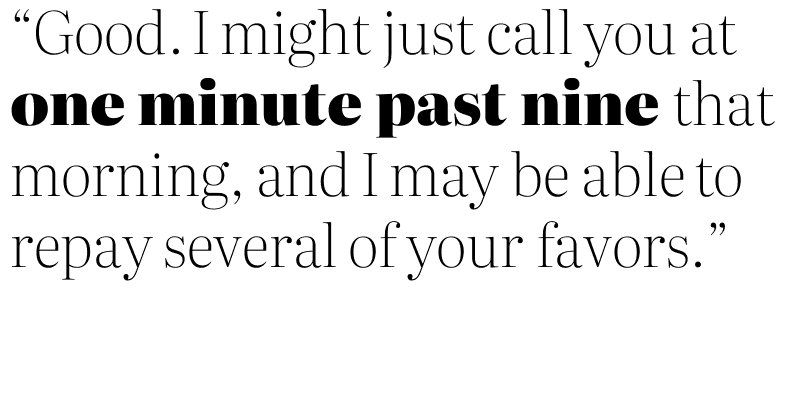 “Good. I might just call you at
one minute past nine that
morning, and I may be able to
repay several of your favors.”